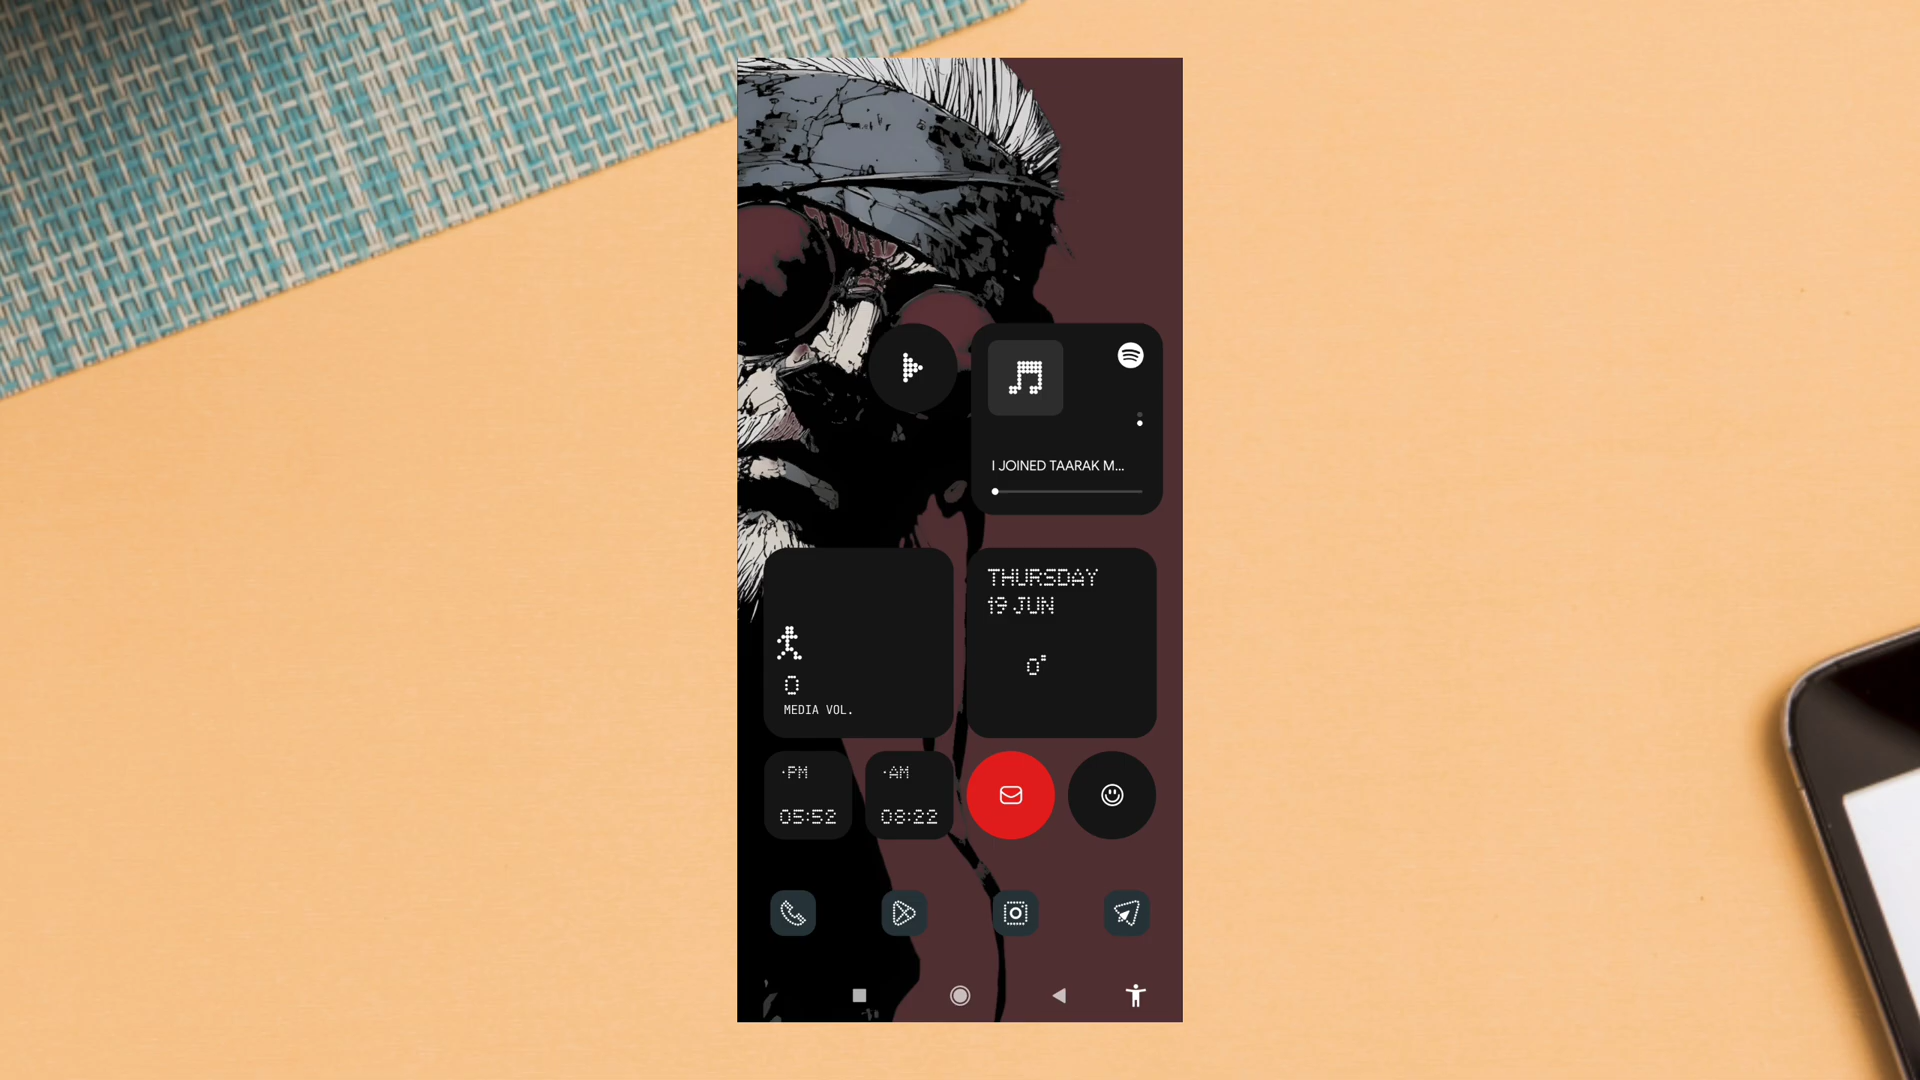 I JOINED TAARAK M...
THURSDAY
19 JUN
0°
0
MEDIA VOL.
·PM
05:52
·AM
08:22